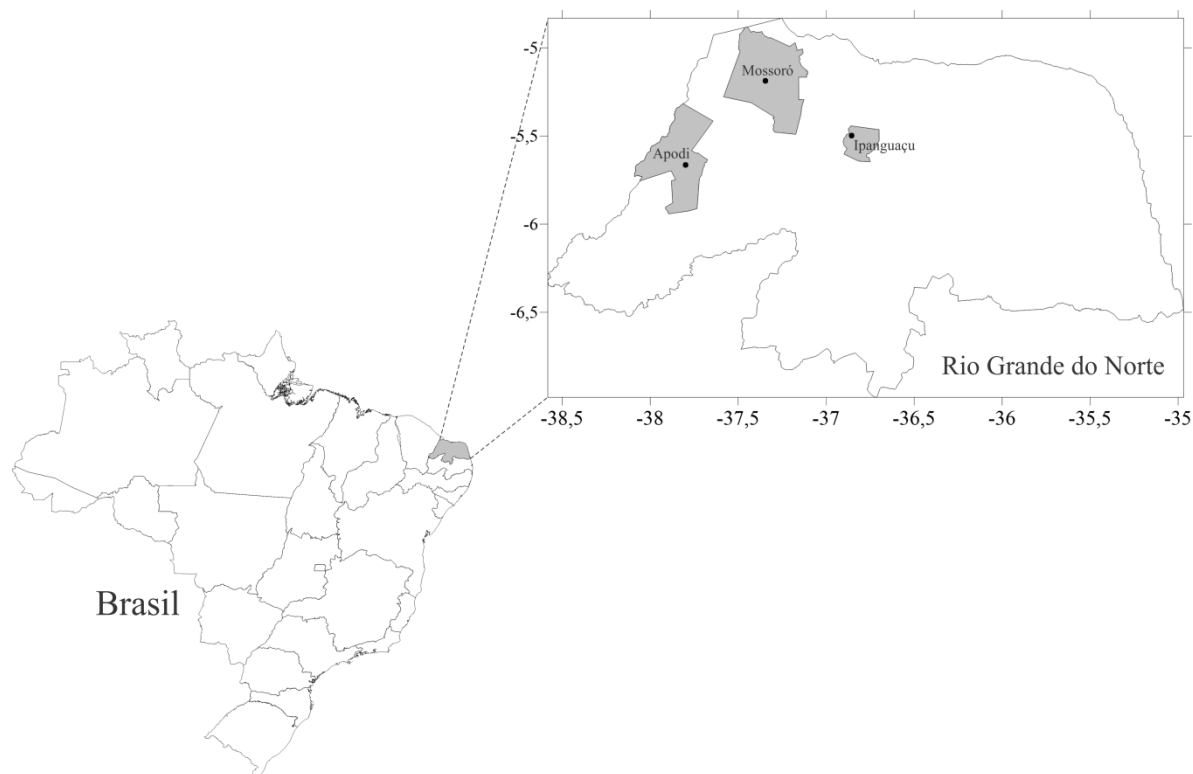 -5
Mossoró
-5,5
Ipanguaçu
Apodi
-6
-6,5
Rio Grande do Norte
-38,5 -38 -37,5 -37 -36,5 -36 -35,5 -35
Brasil